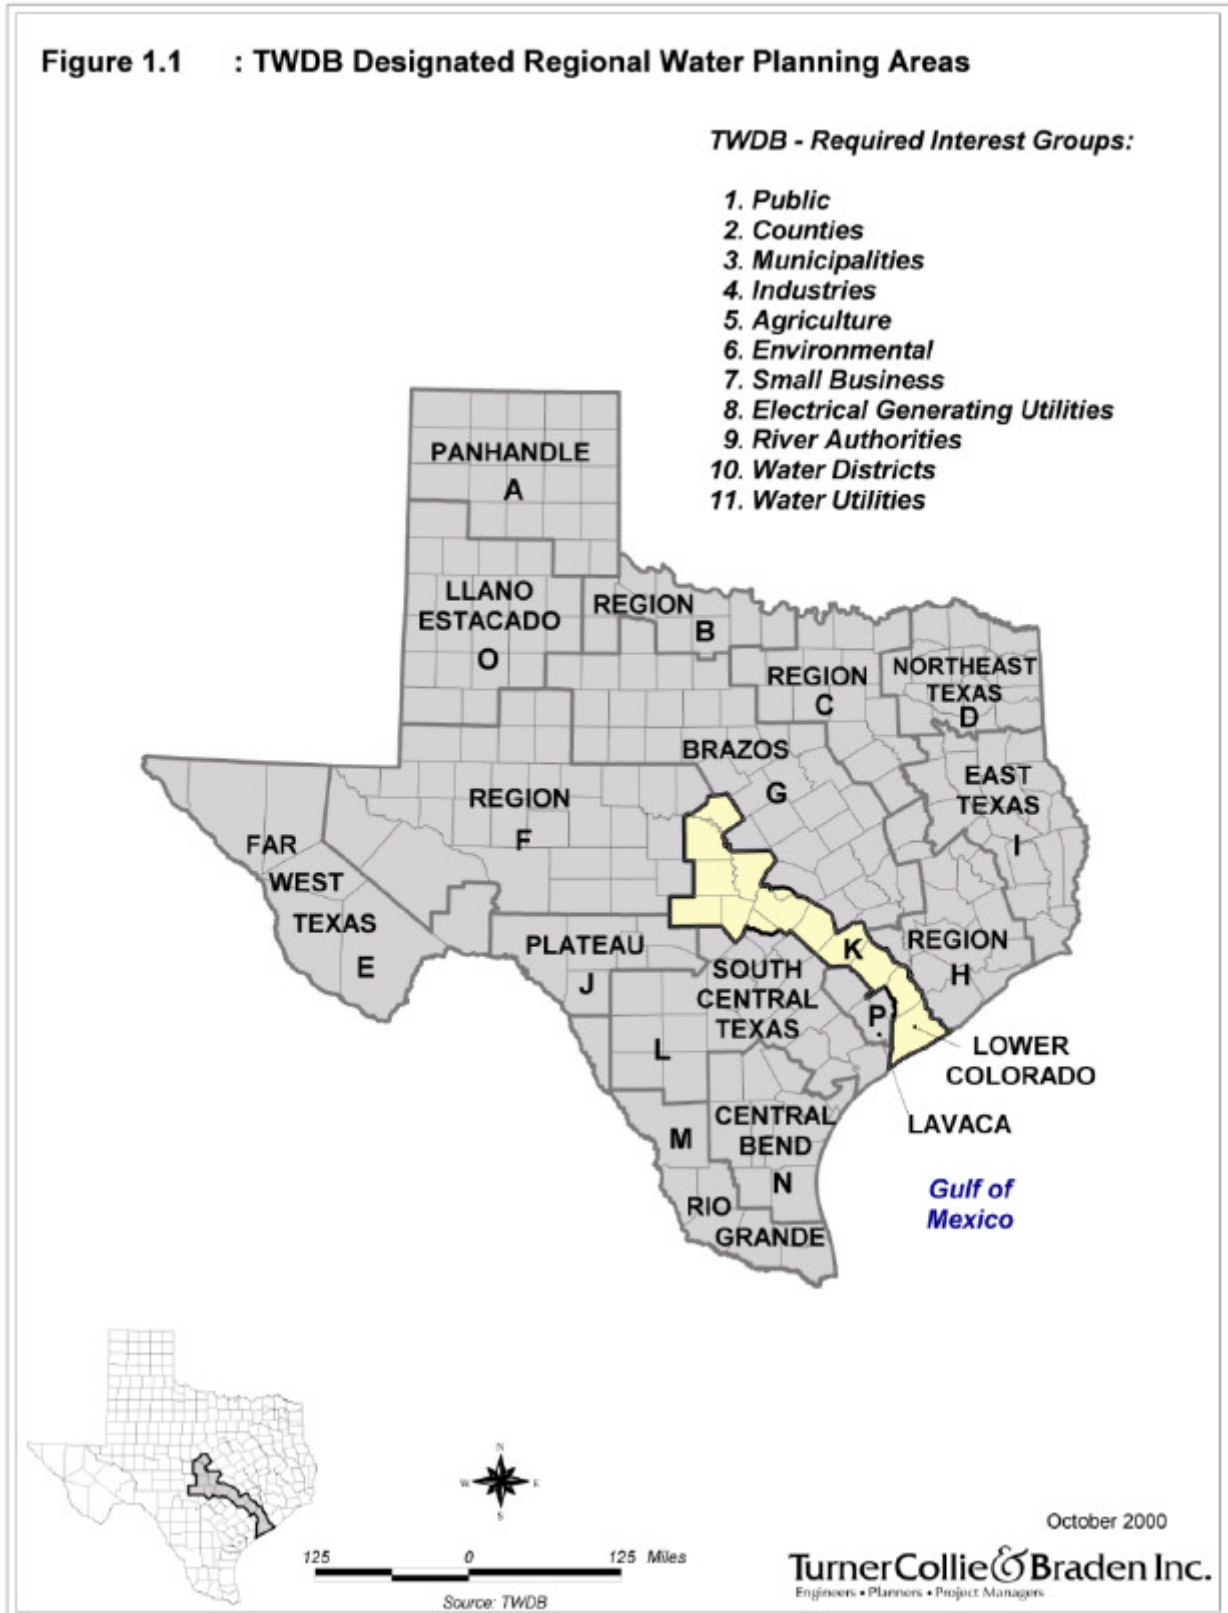 Figure 1.1 : TWDB Designated Regional Water Planning Areas
TWDB - Required Interest Groups:
1. Public
2. Counties
3. Municipalities
4. Industries
5. Agriculture
6. Environmental
7. Small Business
8. Electrical Generating Utilities
9. River Authorities
10. Water Districts
11. Water Utilities
PANHANDLE
A
LLANO
ESTACADO
O
REGION
B
REGION
C
NORTHEAST
TEXAS
D
BRAZOS
G
EAST
TEXAS
I
REGION
F
FAR
WEST
TEXAS
E
PLATEAU
J
K
REGION
H
SOUTH
CENTRAL
TEXAS
L
P
LOWER
COLORADO
LAVACA
CENTRAL
BEND
N
M
RIO
GRANDE
Gulf of
Mexico
N
W E
S
125 0 125 Miles
Source: TWDB
October 2000
TurnerCollie & Braden Inc.
Engineers • Planners • Project Managers